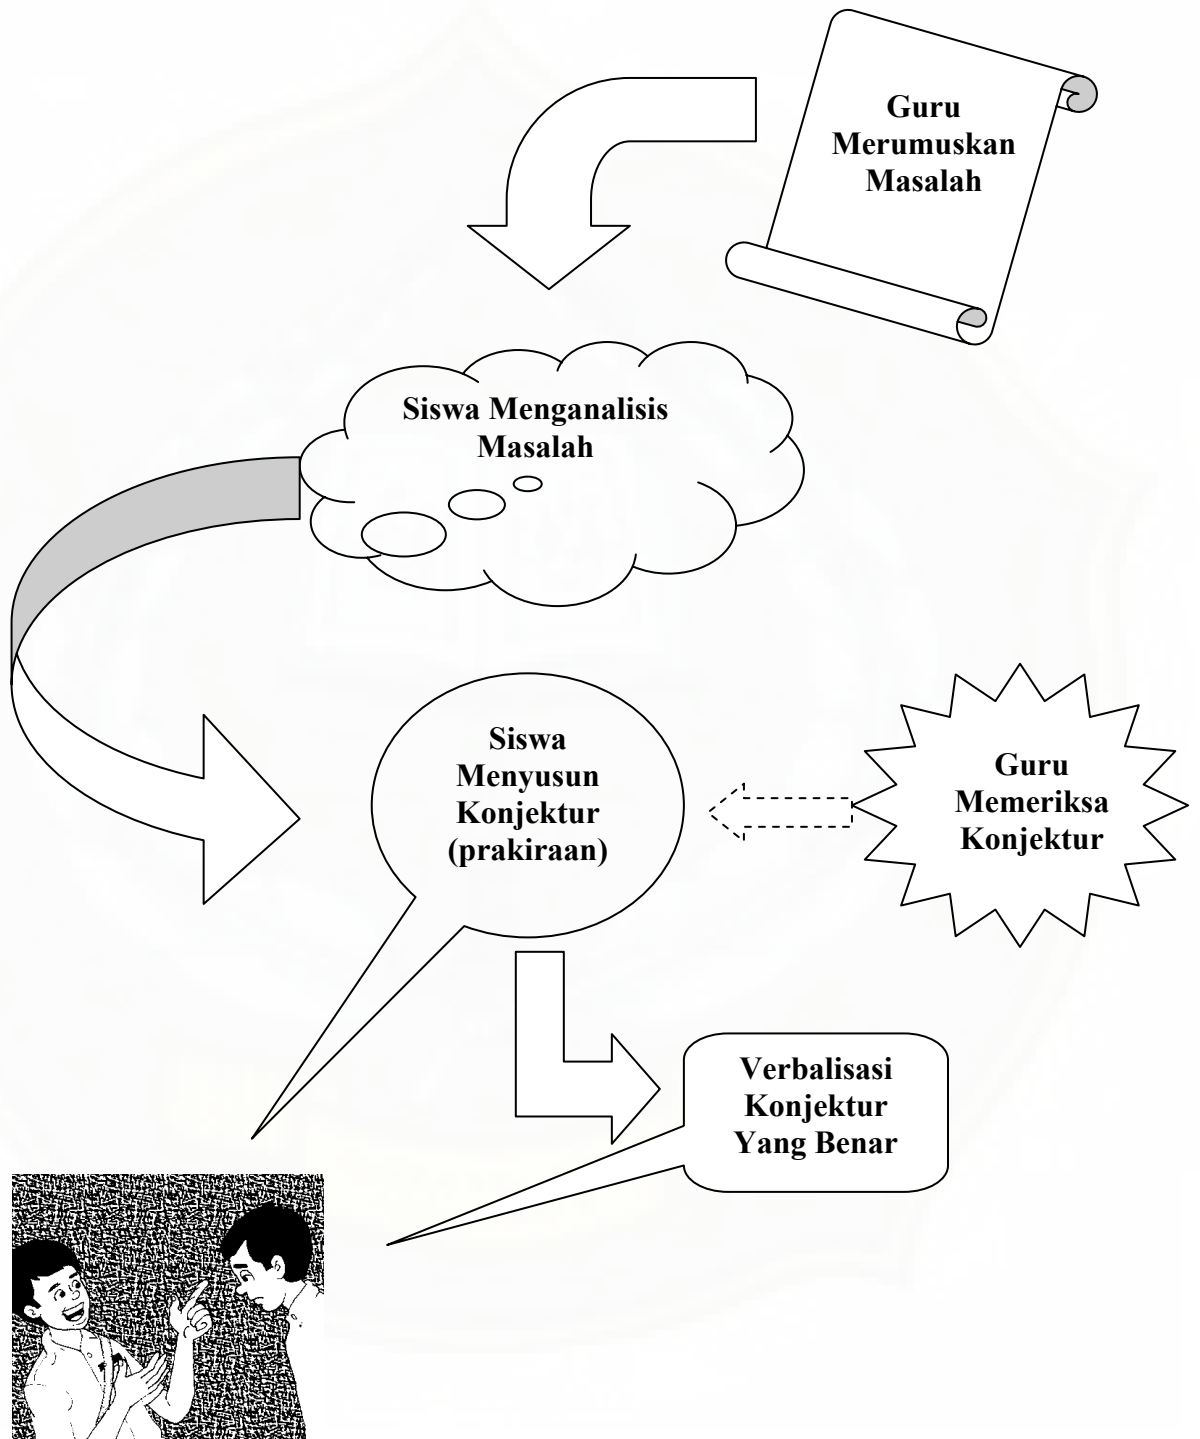 Guru
Merumuskan
Masalah
Siswa Menganalisis
Masalah
Siswa
Menyusun
Konjektur
(prakiraan)
Guru
Memeriksa
Konjektur
Verbalisasi
Konjektur
Yang Benar